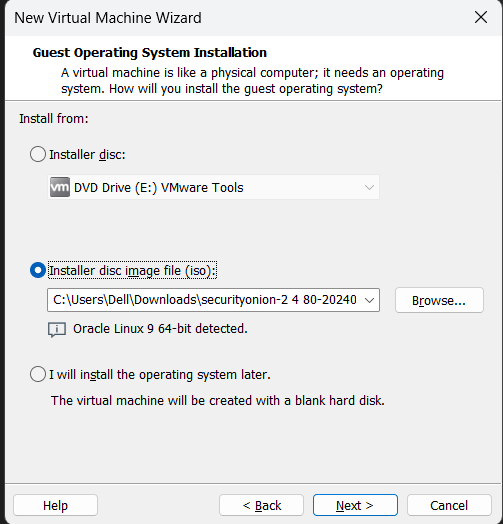 New Virtual Machine Wizard
Guest Operating System Installation
A virtual machine is like a physical computer; it needs an operating
system. How will you install the guest operating system?
Install from:
Installer disc:
vm DVD Drive (E:) VMware Tools
Installer disc image file (iso):
C:\Users\Dell\Downloads\securityonion-2 4 80-20240
Browse...
Oracle Linux 9 64-bit detected.
I will install the operating system later.
The virtual machine will be created with a blank hard disk.
Help
< Back
Next >
Cancel